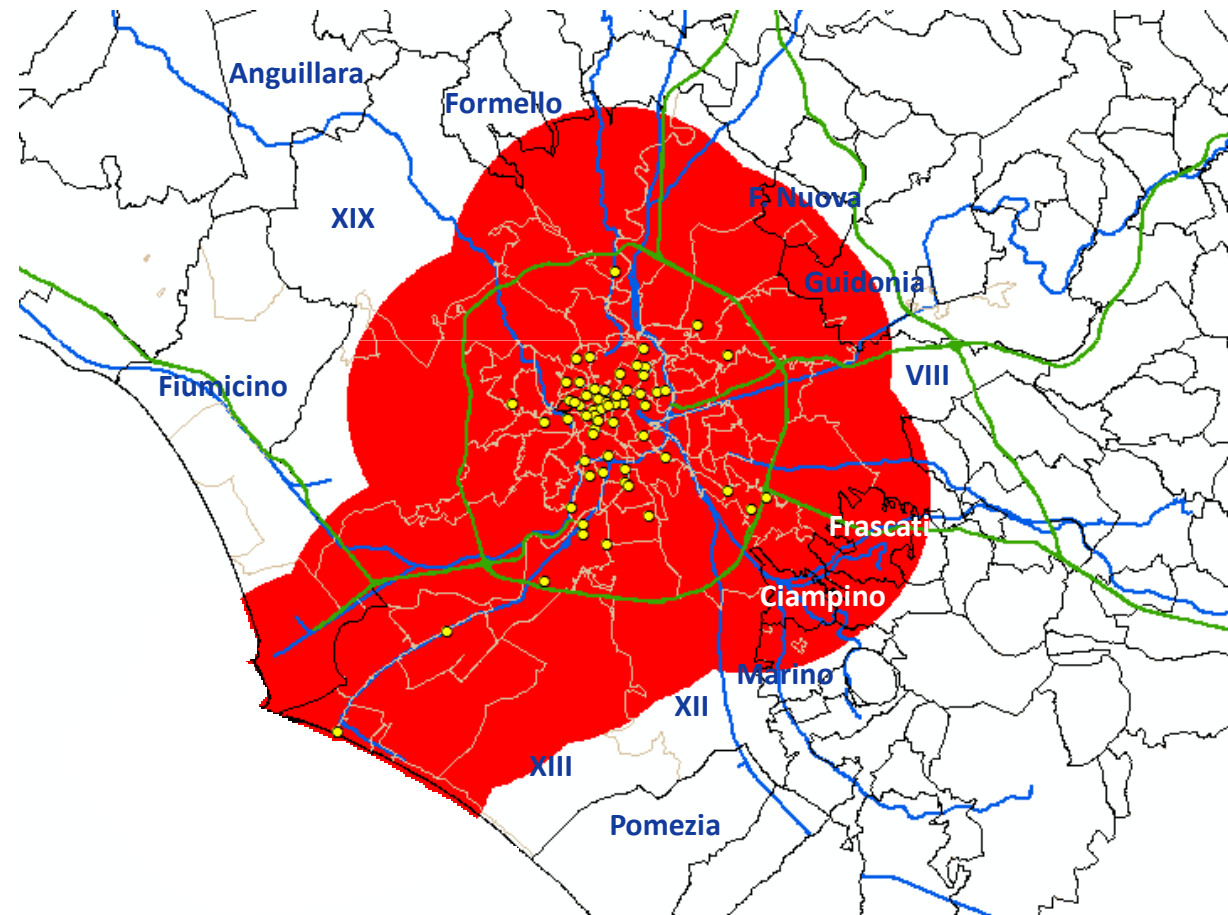 Anguillara
Formello
F. Nuova
XIX
Guidonia
Fiumicino
VIII
Frascati
Ciampino
Marino
XII
XIII
Pomezia